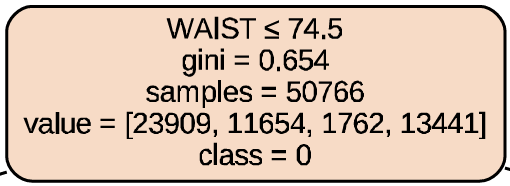 WAIST ≤ 74.5
gini = 0.654
samples = 50766
value = [23909, 11654, 1762, 13441]
class = 0